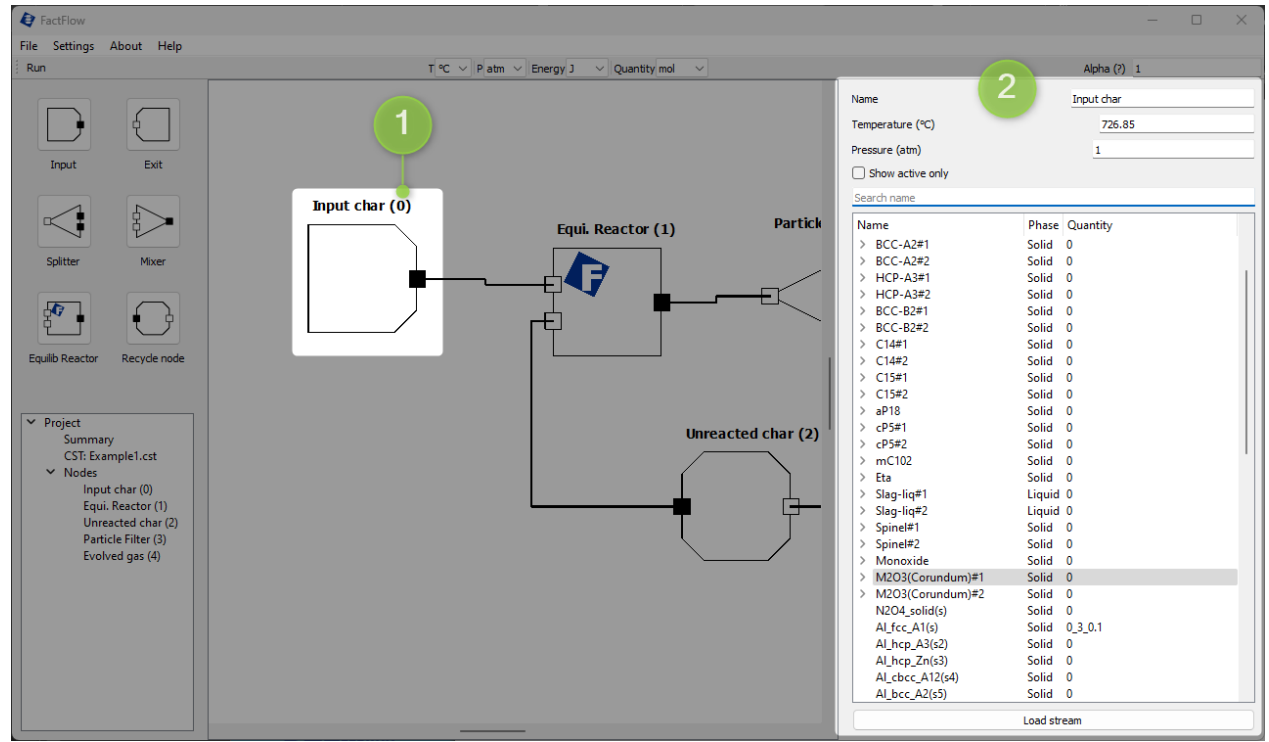 FactFlow
File Settings About Help
Run T ℃ P atm Energy J Quantity mol Alpha (?) 1
Input Exit
Splitter Mixer
Equilib Reactor Recycle node
Project
Summary
CST: Example1.cst
Nodes
Input char (0)
Equi. Reactor (1)
Unreacted char (2)
Particle Filter (3)
Evolved gas (4)
1
Input char (0)
Equi. Reactor (1)
F
Partick
Unreacted char (2)
2
Name Input char
Temperature (℃) 726.85
Pressure (atm) 1
Show active only
Search name
Name Phase Quantity
BCC-A2#1 Solid 0
BCC-A2#2 Solid 0
HCP-A3#1 Solid 0
HCP-A3#2 Solid 0
BCC-B2#1 Solid 0
BCC-B2#2 Solid 0
C14#1 Solid 0
C14#2 Solid 0
C15#1 Solid 0
C15#2 Solid 0
aP18 Solid 0
cP5#1 Solid 0
cP5#2 Solid 0
mC102 Solid 0
Eta Solid 0
Slag-liq#1 Liquid 0
Slag-liq#2 Liquid 0
Spinel#1 Solid 0
Spinel#2 Solid 0
Monoxide Solid 0
M2O3(Corundum)#1 Solid 0
M2O3(Corundum)#2 Solid 0
N2O4_solid(s) Solid 0
Al_fcc_A1(s) Solid 0_3_0.1
Al_hcp_A3(s2) Solid 0
Al_hcp_Zn(s3) Solid 0
Al_cbcc_A12(s4) Solid 0
Al_bcc_A2(s5) Solid 0
Load stream